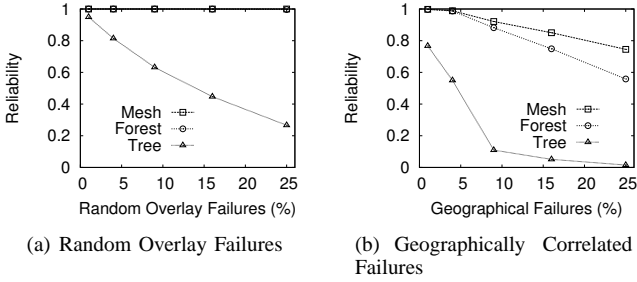 1
0.8
0.6
0.4
0.2
0
Reliability
Mesh
Forest
Tree
0 5 10 15 20 25
Random Overlay Failures (%)
(a) Random Overlay Failures
1
0.8
0.6
0.4
0.2
0
Reliability
Mesh
Forest
Tree
0 5 10 15 20 25
Geographical Failures (%)
(b) Geographically Correlated
Failures